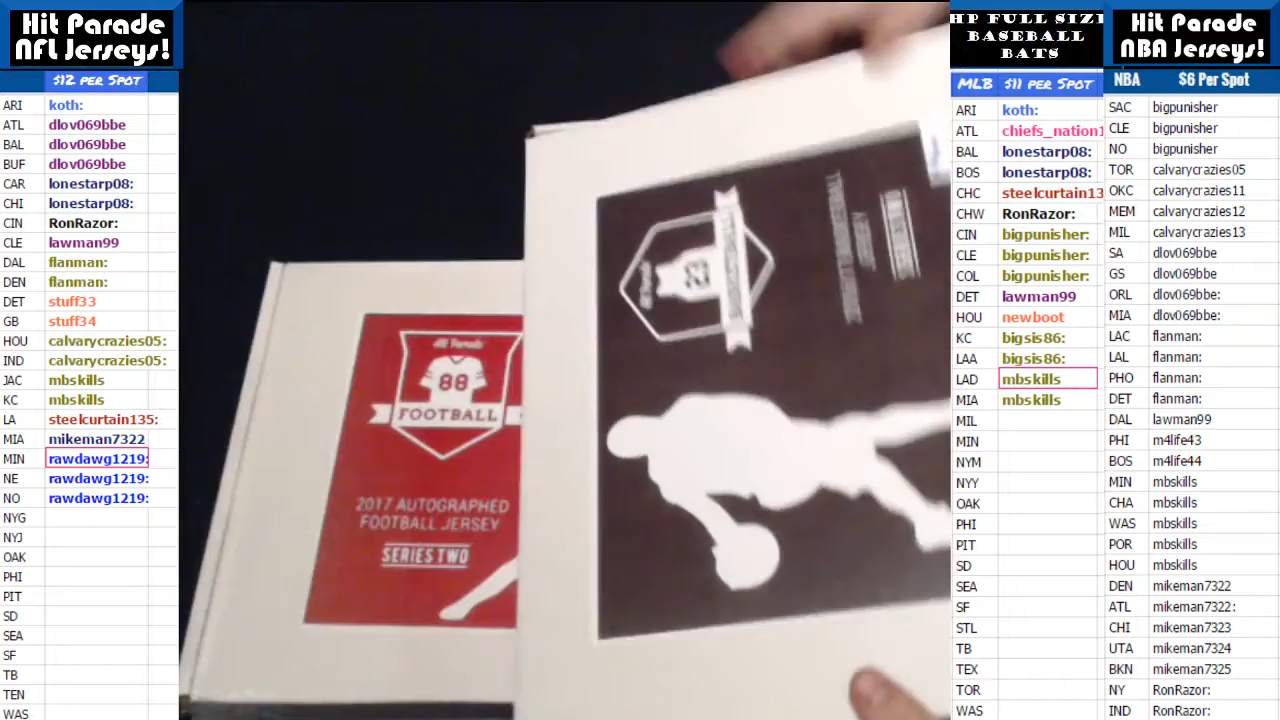 Hit Parade
NFL Jerseys!
$12 PER SPOT
ARI koth:
ATL dlov069bbe
BAL dlov069bbe
BUF dlov069bbe
CAR lonestarp08:
CHI lonestarp08:
CIN RonRazor:
CLE lawman99
DAL flanman:
DEN flanman:
DET stuff33
GB stuff34
HOU calvarycrazies05:
IND calvarycrazies05:
JAC mbskills
KC mbskills
LA steelcurtain135:
MIA mikeman7322
MIN rawdawg1219:
NE rawdawg1219:
NO rawdawg1219:
NYG
NYJ
OAK
PHI
PIT
SD
SEA
SF
TB
TEN
WAS
Hit Parade
88
FOOTBALL
2017 AUTOGRAPHED
FOOTBALL JERSEY
SERIES TWO
Hit Parade
23
HP FULL SIZE
BASEBALL
BATS
MLB $11 PER SPOT
ARI koth:
ATL chiefs_nation1
BAL lonestarp08:
BOS lonestarp08:
CHC steelcurtain13
CHW RonRazor:
CIN bigpunisher:
CLE bigpunisher:
COL bigpunisher:
DET lawman99
HOU newboot
KC bigsis86:
LAA bigsis86:
LAD mbskills
MIA mbskills
MIL
MIN
NYM
NYY
OAK
PHI
PIT
SD
SEA
SF
STL
TB
TEX
TOR
WAS
Hit Parade
NBA Jerseys!
NBA $6 Per Spot
SAC bigpunisher
CLE bigpunisher
NO bigpunisher
TOR calvarycrazies05
OKC calvarycrazies11
MEM calvarycrazies12
MIL calvarycrazies13
SA dlov069bbe
GS dlov069bbe
ORL dlov069bbe:
MIA dlov069bbe:
LAC flanman:
LAL flanman:
PHO flanman:
DET flanman:
DAL lawman99
PHI m4life43
BOS m4life44
MIN mbskills
CHA mbskills
WAS mbskills
POR mbskills
HOU mbskills
DEN mikeman7322
ATL mikeman7322:
CHI mikeman7323
UTA mikeman7324
BKN mikeman7325
NY RonRazor:
IND RonRazor: